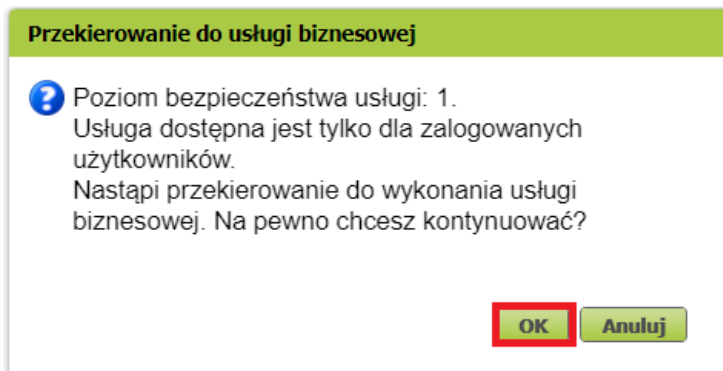 Przekierowanie do usługi biznesowej
Poziom bezpieczeństwa usługi: 1.
Usługa dostępna jest tylko dla zalogowanych
użytkowników.
Nastąpi przekierowanie do wykonania usługi
biznesowej. Na pewno chcesz kontynuować?
OK Anuluj